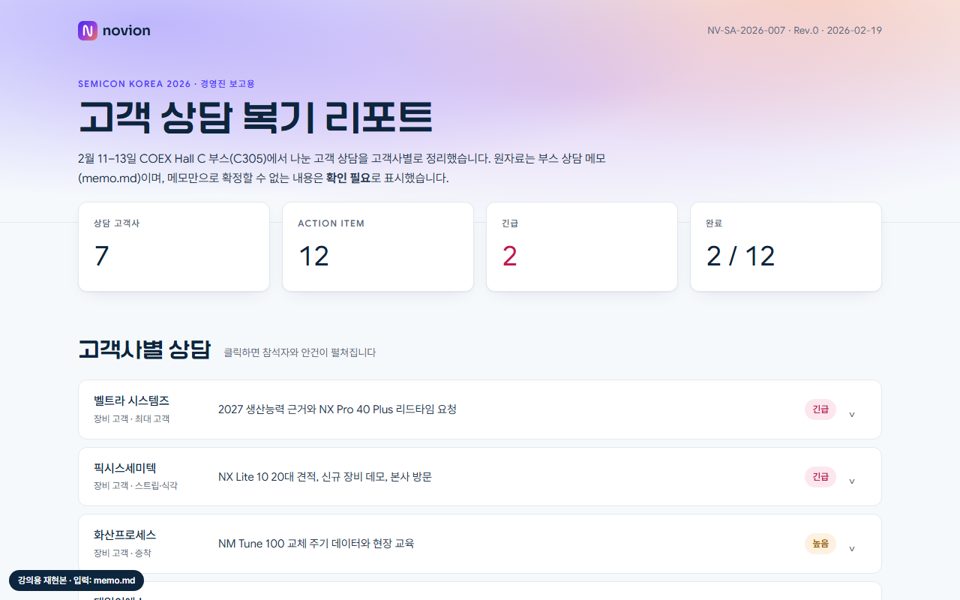 novion
NV-SA-2026-007 · Rev.0 · 2026-02-19
SEMICON KOREA 2026 · 경영진 보고용
고객 상담 복기 리포트
2월 11–13일 COEX Hall C 부스(C305)에서 나눈 고객 상담을 고객사별로 정리했습니다. 원자료는 부스 상담 메모
(memo.md)이며, 메모만으로 확정할 수 없는 내용은 확인 필요로 표시했습니다.
상담 고객사
7
ACTION ITEM
12
긴급
2
완료
2 / 12
고객사별 상담
클릭하면 참석자와 안건이 펼쳐집니다
벨트라 시스템즈
장비 고객 · 최대 고객
2027 생산능력 근거와 NX Pro 40 Plus 리드타임 요청
긴급
픽시스세미텍
장비 고객 · 스트립·식각
NX Lite 10 20대 견적, 신규 장비 데모, 본사 방문
긴급
화산프로세스
장비 고객 · 증착
NM Tune 100 교체 주기 데이터와 현장 교육
높음
강의용 재현본 · 입력: memo.md